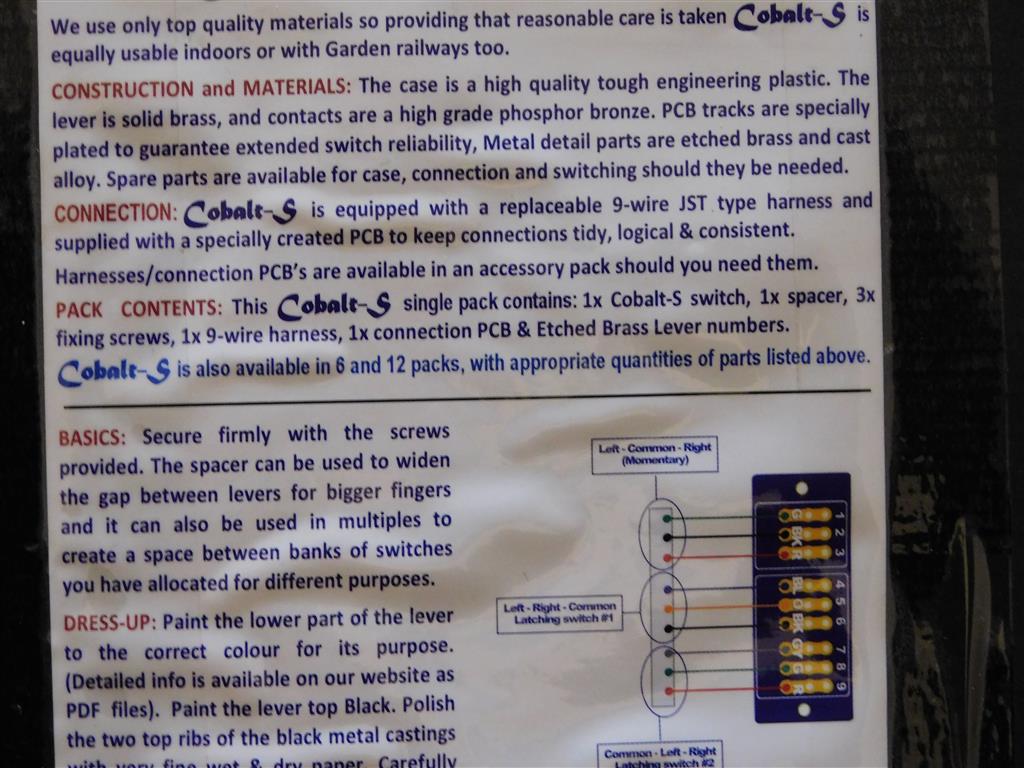 We use only top quality materials so providing that reasonable care is taken Cobalt-S is
equally usable indoors or with Garden railways too.
CONSTRUCTION and MATERIALS: The case is a high quality tough engineering plastic. The
lever is solid brass, and contacts are a high grade phosphor bronze. PCB tracks are specially
plated to guarantee extended switch reliability, Metal detail parts are etched brass and cast
alloy. Spare parts are available for case, connection and switching should they be needed.
CONNECTION: Cobalt-S is equipped with a replaceable 9-wire JST type harness and
supplied with a specially created PCB to keep connections tidy, logical & consistent.
Harnesses/connection PCB's are available in an accessory pack should you need them.
PACK CONTENTS: This Cobalt-S single pack contains: 1x Cobalt-S switch, 1x spacer, 3x
fixing screws, 1x 9-wire harness, 1x connection PCB & Etched Brass Lever numbers.
Cobalt-S is also available in 6 and 12 packs, with appropriate quantities of parts listed above.
BASICS: Secure firmly with the screws
provided. The spacer can be used to widen
the gap between levers for bigger fingers
and it can also be used in multiples to
create a space between banks of switches
you have allocated for different purposes.
DRESS-UP: Paint the lower part of the lever
to the correct colour for its purpose.
(Detailed info is available on our website as
PDF files). Paint the lever top Black. Polish
the two top ribs of the black metal castings
with very fine wet & dry paper. Carefully
Left - Common - Right
(Momentary)
Left - Right - Common
Latching switch #1
Common - Left - Right
Latching switch #2
G 1
BK 2
R 3
BL 4
O 5
BK 6
GY 7
G 8
R 9